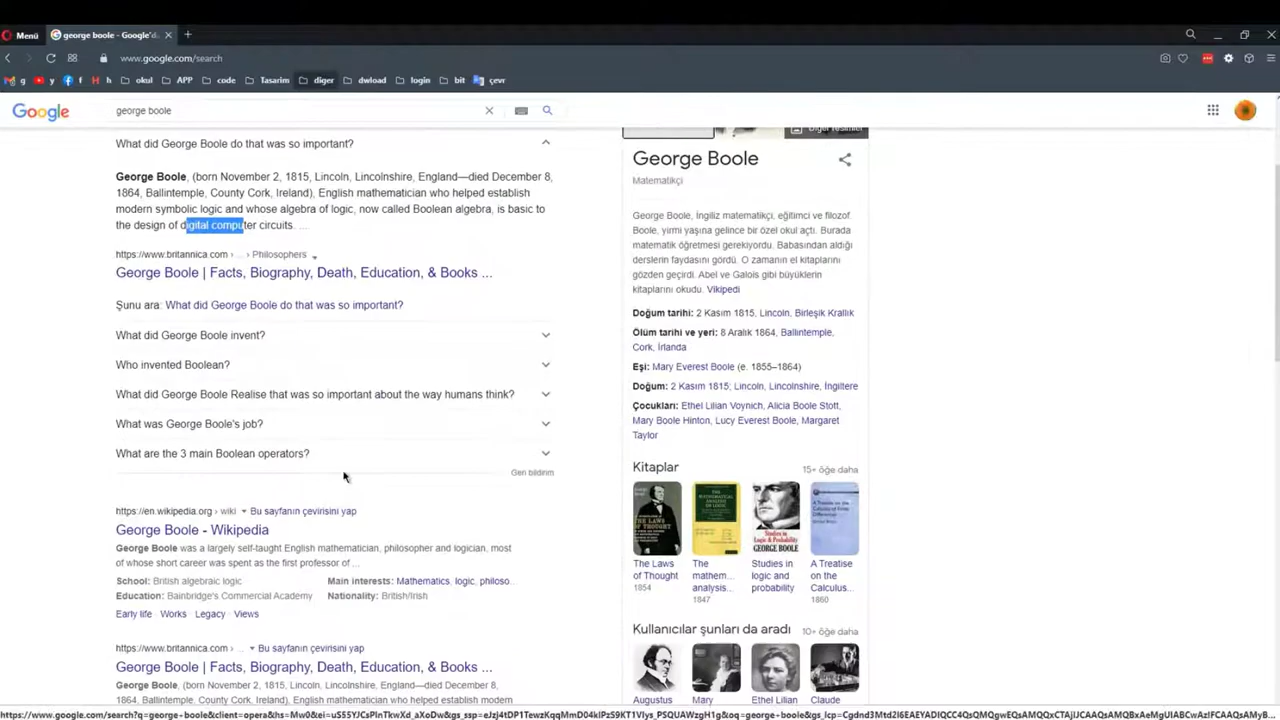 Menü
george boole - Google'da
www.google.com/search
g y f h okul APP code Tasarim diger dwload login bit çevr
Google
george boole
What did George Boole do that was so important?
George Boole, (born November 2, 1815, Lincoln, Lincolnshire, England—died December 8,
1864, Ballintemple, County Cork, Ireland), English mathematician who helped establish
modern symbolic logic and whose algebra of logic, now called Boolean algebra, is basic to
the design of digital computer circuits. ...
https://www.britannica.com › ... › Philosophers
George Boole | Facts, Biography, Death, Education, & Books ...
Şunu ara: What did George Boole do that was so important?
What did George Boole invent?
Who invented Boolean?
What did George Boole Realise that was so important about the way humans think?
What was George Boole's job?
What are the 3 main Boolean operators?
Geri bildirim
https://en.wikipedia.org › wiki Bu sayfanın çevirisini yap
George Boole - Wikipedia
George Boole was a largely self-taught English mathematician, philosopher and logician, most
of whose short career was spent as the first professor of ...
School: British algebraic logic Main interests: Mathematics, logic, philoso...
Education: Bainbridge's Commercial Academy Nationality: British/Irish
Early life Works Legacy Views
https://www.britannica.com › ... Bu sayfanın çevirisini yap
George Boole | Facts, Biography, Death, Education, & Books ...
George Boole, (born November 2, 1815, Lincoln, Lincolnshire, England—died December 8,
1864, Ballintemple, County Cork, Ireland), English mathematician who helped establish modern
Diğer resimler
George Boole
Matematikçi
George Boole, İngiliz matematikçi, eğitimci ve filozof.
Boole, yirmi yaşına gelince bir özel okul açtı. Burada
matematik öğretmesi gerekiyordu. Babasından aldığı
derslerin faydasını gördü. O zamanın el kitaplarını
gözden geçirdi. Abel ve Galois gibi büyüklerin
kitaplarını okudu. Vikipedi
Doğum tarihi: 2 Kasım 1815, Lincoln, Birleşik Krallık
Ölüm tarihi ve yeri: 8 Aralık 1864, Ballintemple,
Cork, İrlanda
Eşi: Mary Everest Boole (e. 1855–1864)
Doğum: 2 Kasım 1815; Lincoln, Lincolnshire, İngiltere
Çocukları: Ethel Lilian Voynich, Alicia Boole Stott,
Mary Boole Hinton, Lucy Everest Boole, Margaret
Taylor
Kitaplar
15+ öğe daha
The Laws of Thought 1854
The mathem... analysis... 1847
Studies in logic and probability
A Treatise on the Calculus... 1860
Kullanıcılar şunları da aradı
10+ öğe daha
Augustus Mary Ethel Lilian Claude